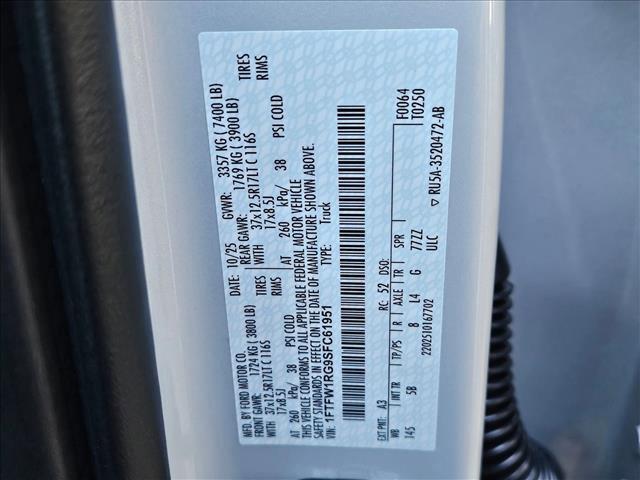 MFD. BY FORD MOTOR CO.
DATE: 10/25 GVWR: 3357 KG ( 7400 LB)
FRONT GAWR: 1724 KG ( 3800 LB) REAR GAWR: 1769 KG ( 3900 LB)
WITH 37x12.5R17LT C 116S TIRES WITH 37x12.5R17LT C 116S TIRES
17x8.5J RIMS 17x8.5J RIMS
AT 260 kPa/ 38 PSI COLD AT 260 kPa/ 38 PSI COLD
THIS VEHICLE CONFORMS TO ALL APPLICABLE FEDERAL MOTOR VEHICLE
SAFETY STANDARDS IN EFFECT ON THE DATE OF MANUFACTURE SHOWN ABOVE.
VIN: 1FTFW1RG9SFC61951 TYPE: Truck
F0064
T0250
EXT PNT: A3 RC: 52 DSO:
WB INT TR TP/PS R AXLE TR SPR
145 5B 8 L4 G 77ZZ
ULC
2202510167702
▽ RU5A-3520472-AB